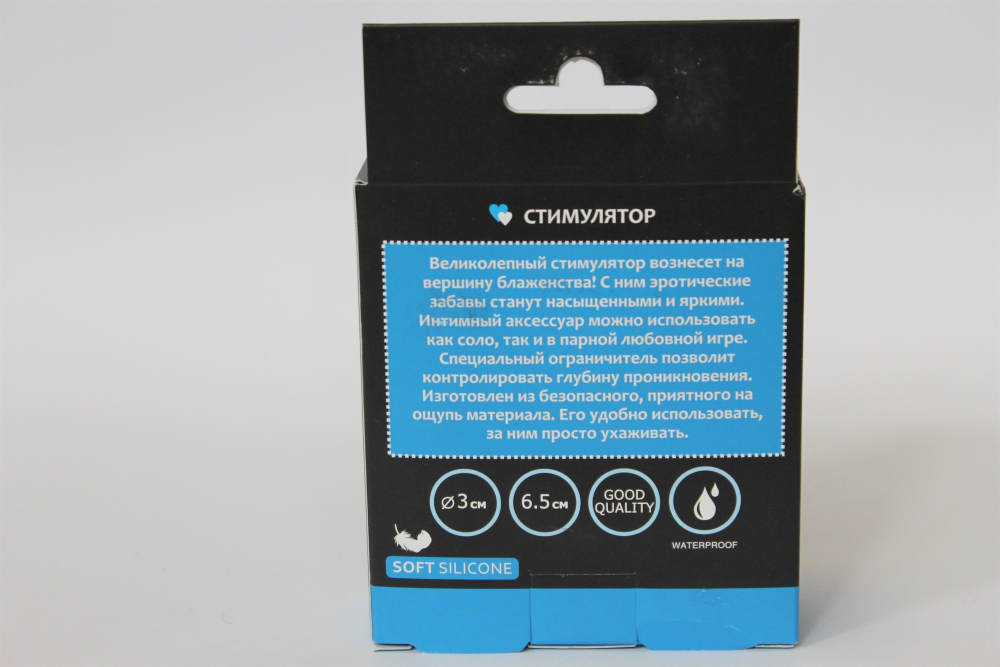 СТИМУЛЯТОР
Великолепный стимулятор вознесет на
вершину блаженства! С ним эротические
забавы станут насыщенными и яркими.
Интимный аксессуар можно использовать
как соло, так и в парной любовной игре.
Специальный ограничитель позволит
контролировать глубину проникновения.
Изготовлен из безопасного, приятного на
ощупь материала. Его удобно использовать,
за ним просто ухаживать.
⌀3см
6.5см
GOOD
QUALITY
WATERPROOF
SOFT SILICONE